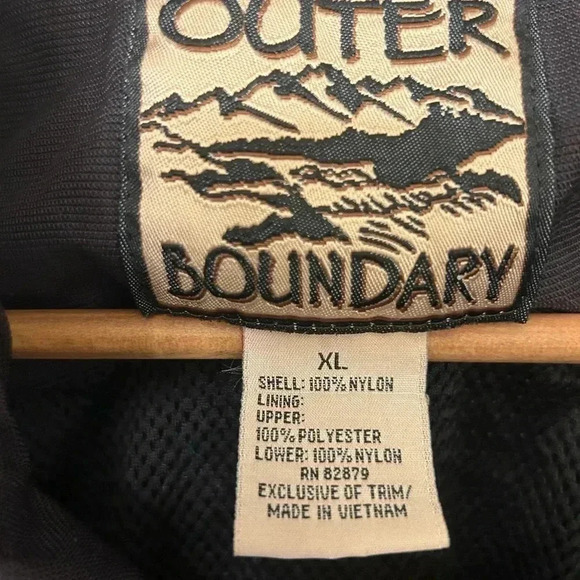 OUTER
BOUNDARY
XL
SHELL: 100% NYLON
LINING:
UPPER:
100% POLYESTER
LOWER: 100% NYLON
RN 82879
EXCLUSIVE OF TRIM/
MADE IN VIETNAM